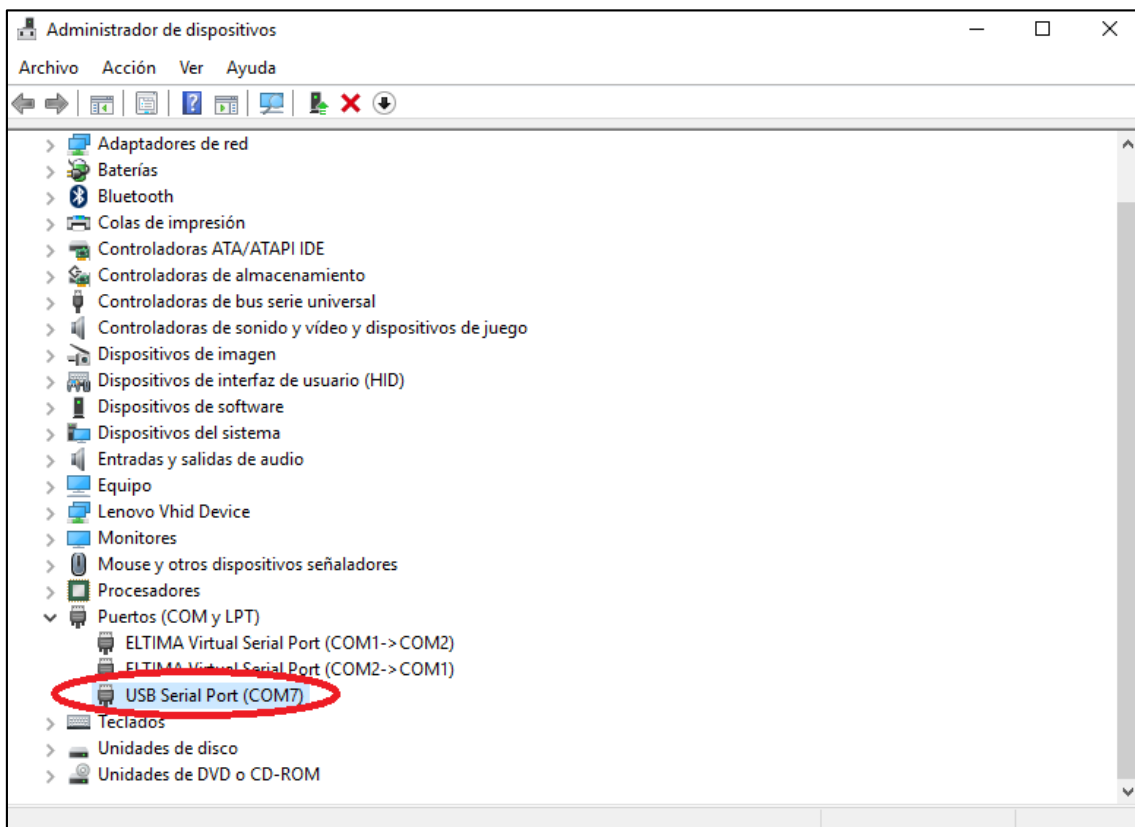 Administrador de dispositivos
Archivo Acción Ver Ayuda
Adaptadores de red
Baterías
Bluetooth
Colas de impresión
Controladoras ATA/ATAPI IDE
Controladoras de almacenamiento
Controladoras de bus serie universal
Controladoras de sonido y vídeo y dispositivos de juego
Dispositivos de imagen
Dispositivos de interfaz de usuario (HID)
Dispositivos de software
Dispositivos del sistema
Entradas y salidas de audio
Equipo
Lenovo Vhid Device
Monitores
Mouse y otros dispositivos señaladores
Procesadores
Puertos (COM y LPT)
ELTIMA Virtual Serial Port (COM1->COM2)
ELTIMA Virtual Serial Port (COM2->COM1)
USB Serial Port (COM7)
Teclados
Unidades de disco
Unidades de DVD o CD-ROM